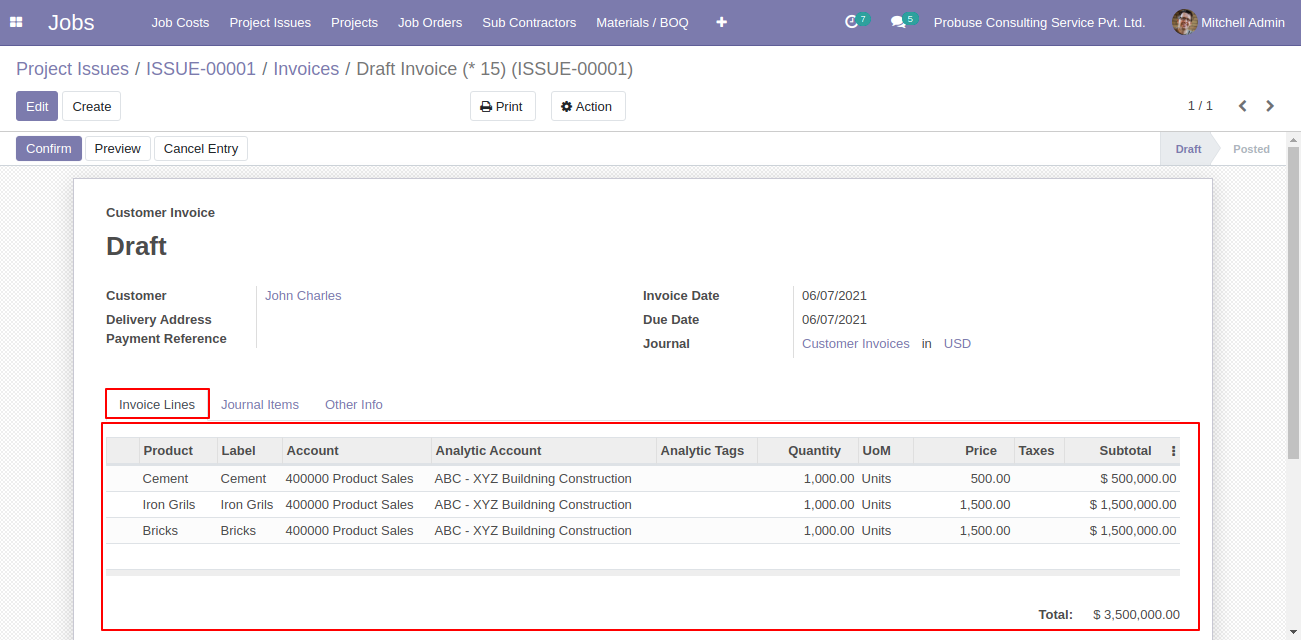 Jobs Job Costs Project Issues Projects Job Orders Sub Contractors Materials / BOQ 7 5 Probuse Consulting Service Pvt. Ltd. Mitchell Admin
Project Issues / ISSUE-00001 / Invoices / Draft Invoice (* 15) (ISSUE-00001)
Edit Create Print Action 1 / 1
Confirm Preview Cancel Entry Draft Posted
Customer Invoice
Draft
Customer John Charles Invoice Date 06/07/2021
Delivery Address Due Date 06/07/2021
Payment Reference
Journal Customer Invoices in USD
Invoice Lines Journal Items Other Info
Product Label Account Analytic Account Analytic Tags Quantity UoM Price Taxes Subtotal
Cement Cement 400000 Product Sales ABC - XYZ Buildning Construction 1,000.00 Units 500.00 $ 500,000.00
Iron Grils Iron Grils 400000 Product Sales ABC - XYZ Buildning Construction 1,000.00 Units 1,500.00 $ 1,500,000.00
Bricks Bricks 400000 Product Sales ABC - XYZ Buildning Construction 1,000.00 Units 1,500.00 $ 1,500,000.00
Total: $ 3,500,000.00